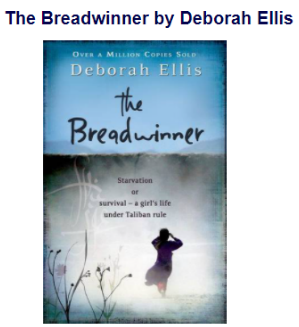 The Breadwinner by Deborah Ellis
OVER A MILLION COPIES SOLD
Deborah Ellis
the
Breadwinner
Starvation
or
survival – a girl's life
under Taliban rule